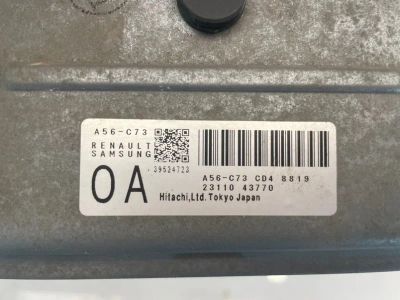 A56-C73
RENAULT
SAMSUNG
39524723
OA
A56-C73 CD4 8819
23110 43770
Hitachi,Ltd.Tokyo Japan